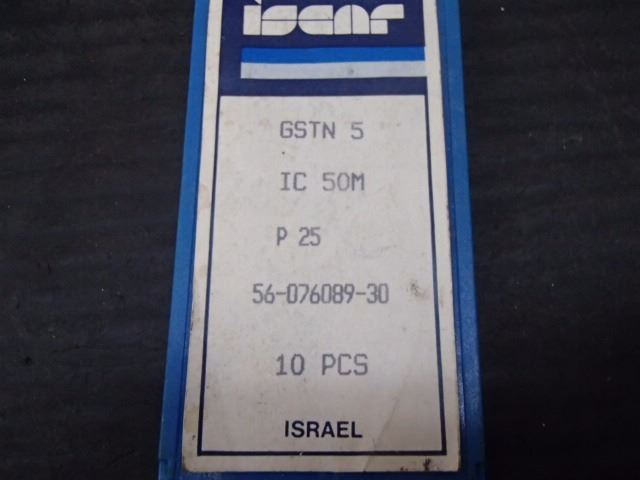 iscar
GSTN 5
IC 50M
P 25
56-076089-30
10 PCS
ISRAEL